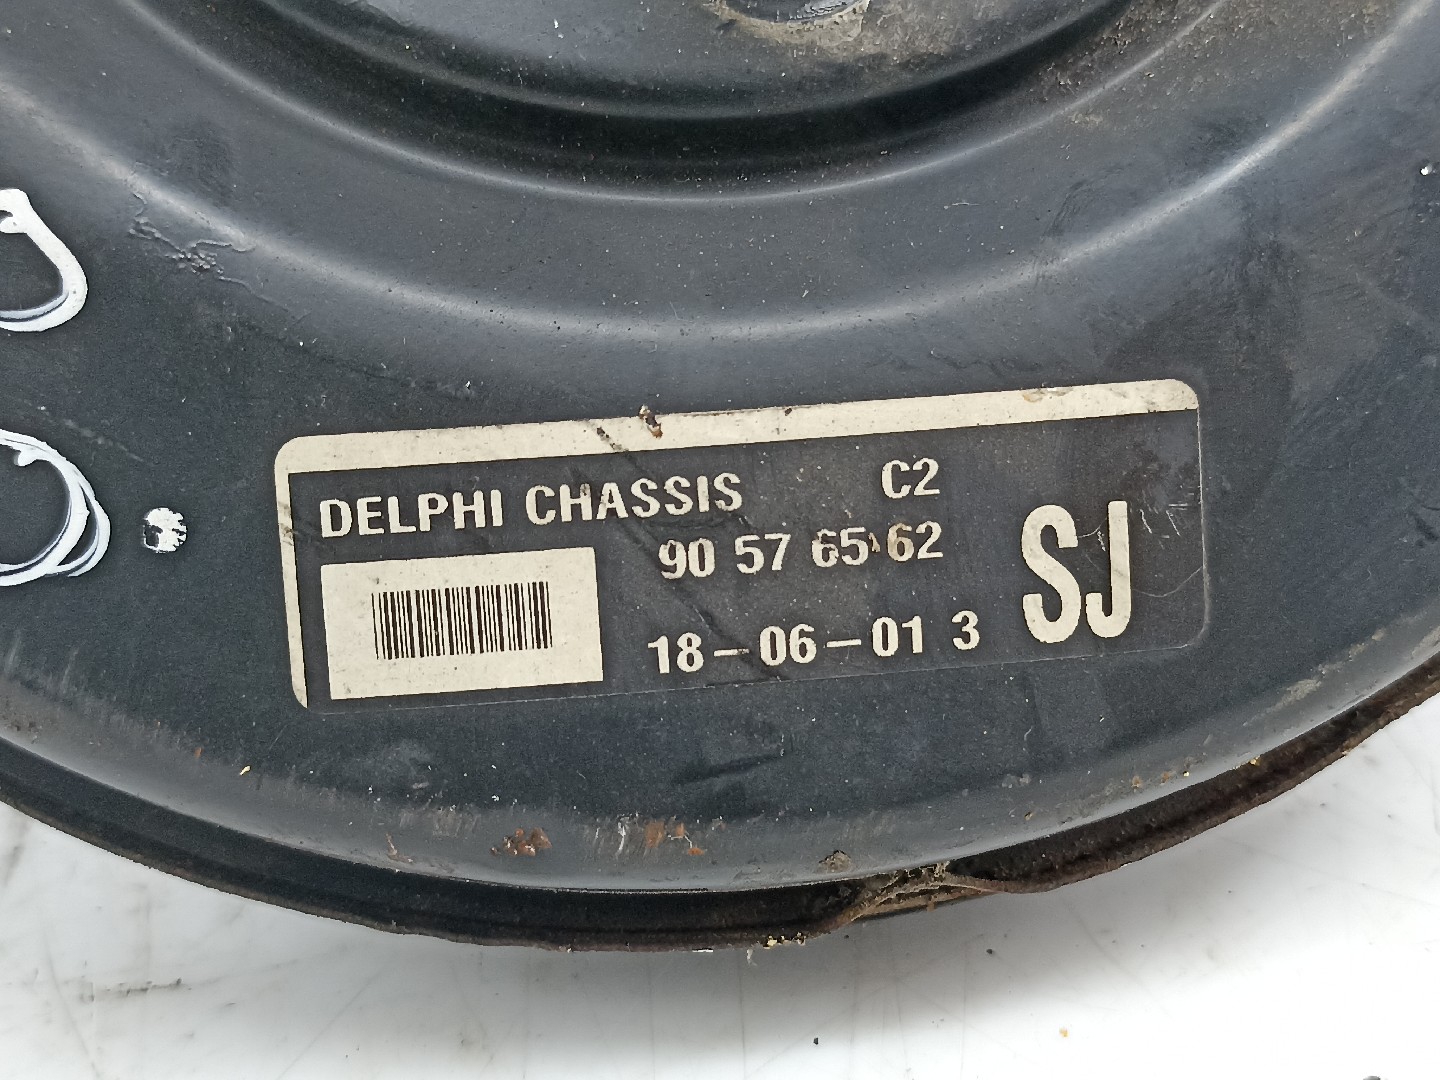 DELPHI CHASSIS C2
90 57 65 62
SJ
18-06-01 3